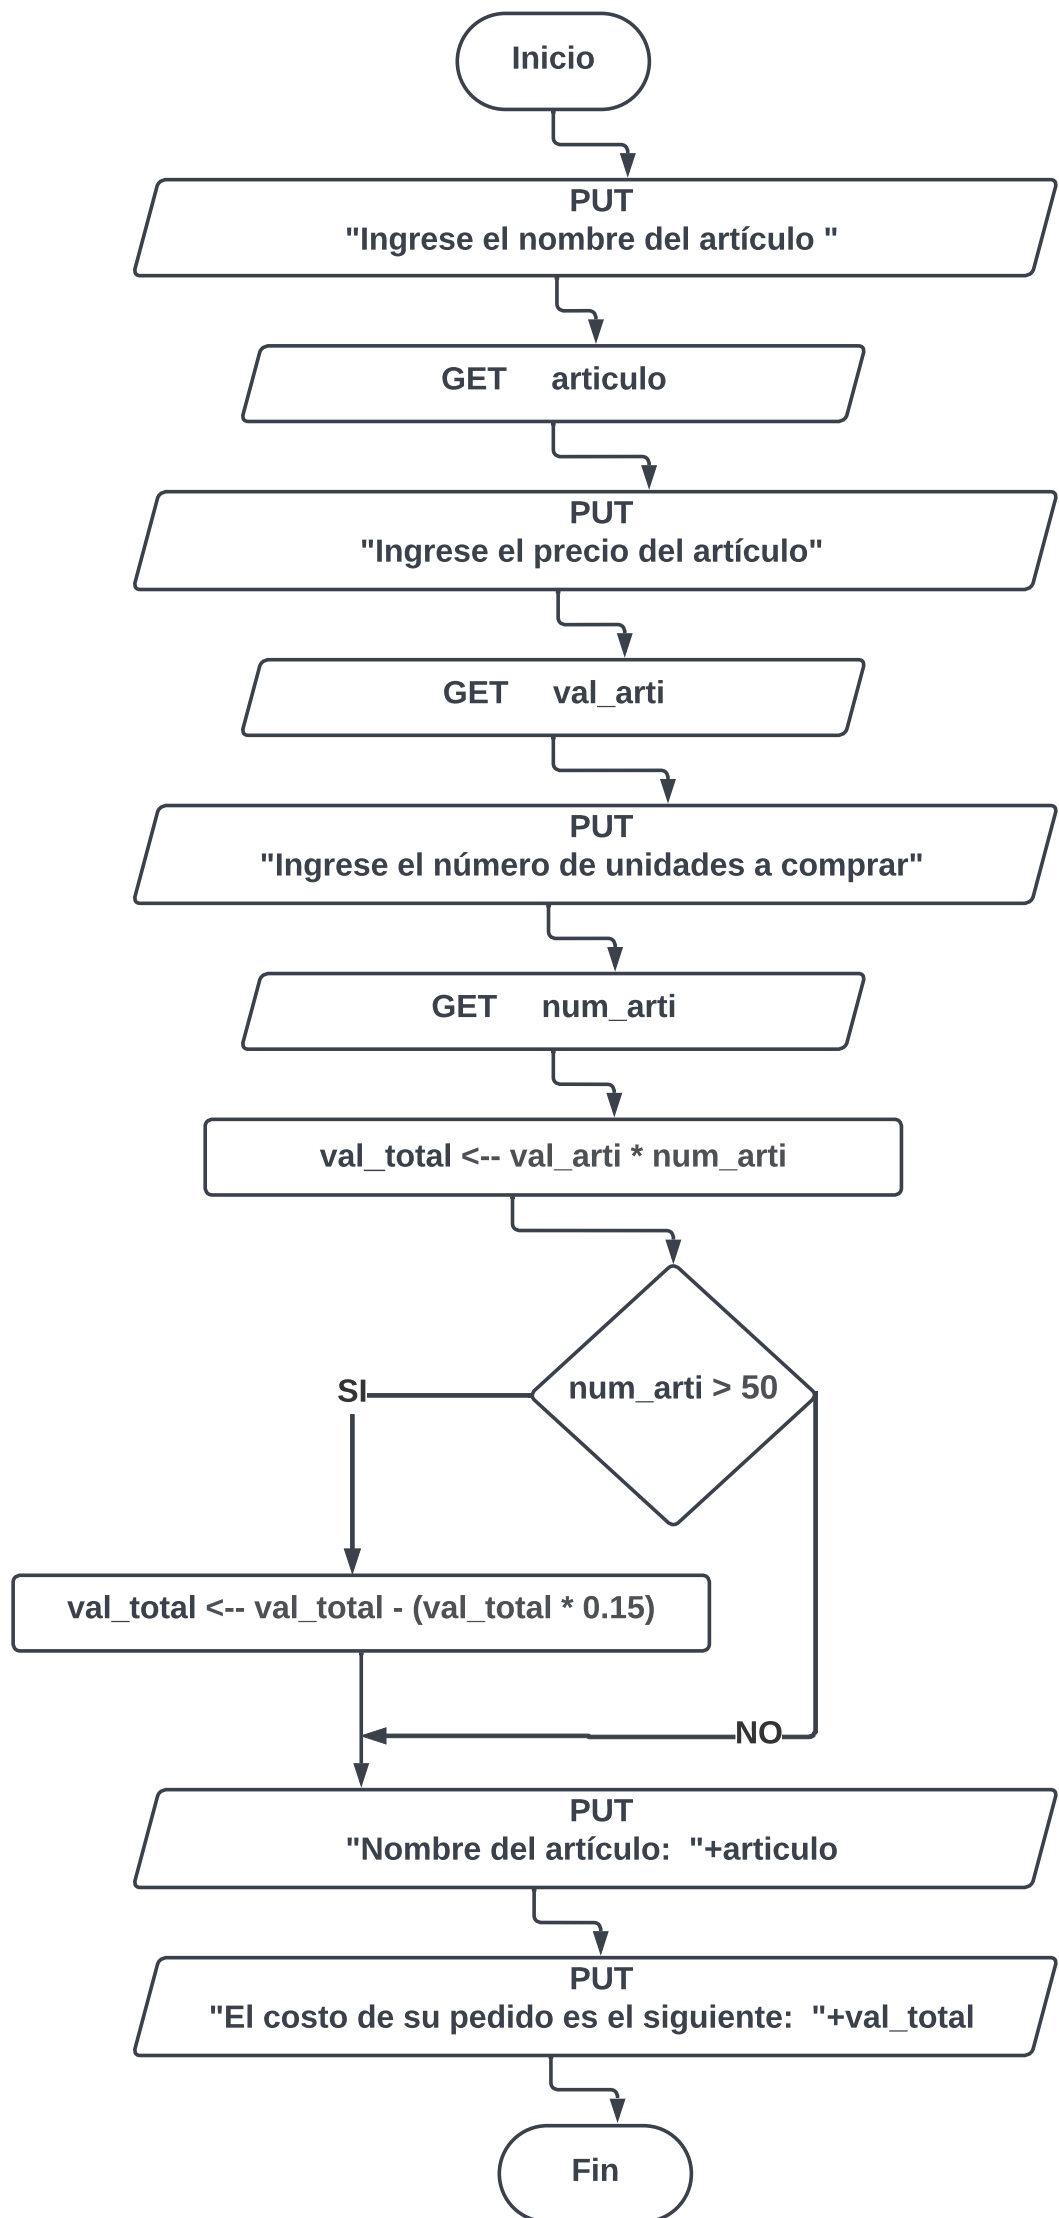 Inicio
PUT
"Ingrese el nombre del artículo "
GET     articulo
PUT
"Ingrese el precio del artículo"
GET     val_arti
PUT
"Ingrese el número de unidades a comprar"
GET     num_arti
val_total <-- val_arti * num_arti
num_arti > 50
SI
val_total <-- val_total - (val_total * 0.15)
NO
PUT
"Nombre del artículo:  "+articulo
PUT
"El costo de su pedido es el siguiente:  "+val_total
Fin